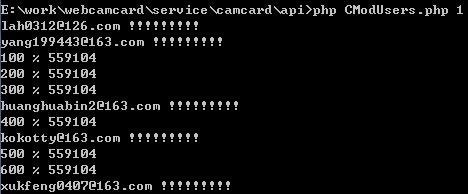 E:\work\webcamcard\service\camcard\api>php CModUsers.php 1
lah0312@126.com !!!!!!!!!
yang199443@163.com !!!!!!!!!
100 % 559104
200 % 559104
300 % 559104
huanghuabin2@163.com !!!!!!!!!
400 % 559104
kokotty@163.com !!!!!!!!!
500 % 559104
600 % 559104
xukfeng0407@163.com !!!!!!!!!